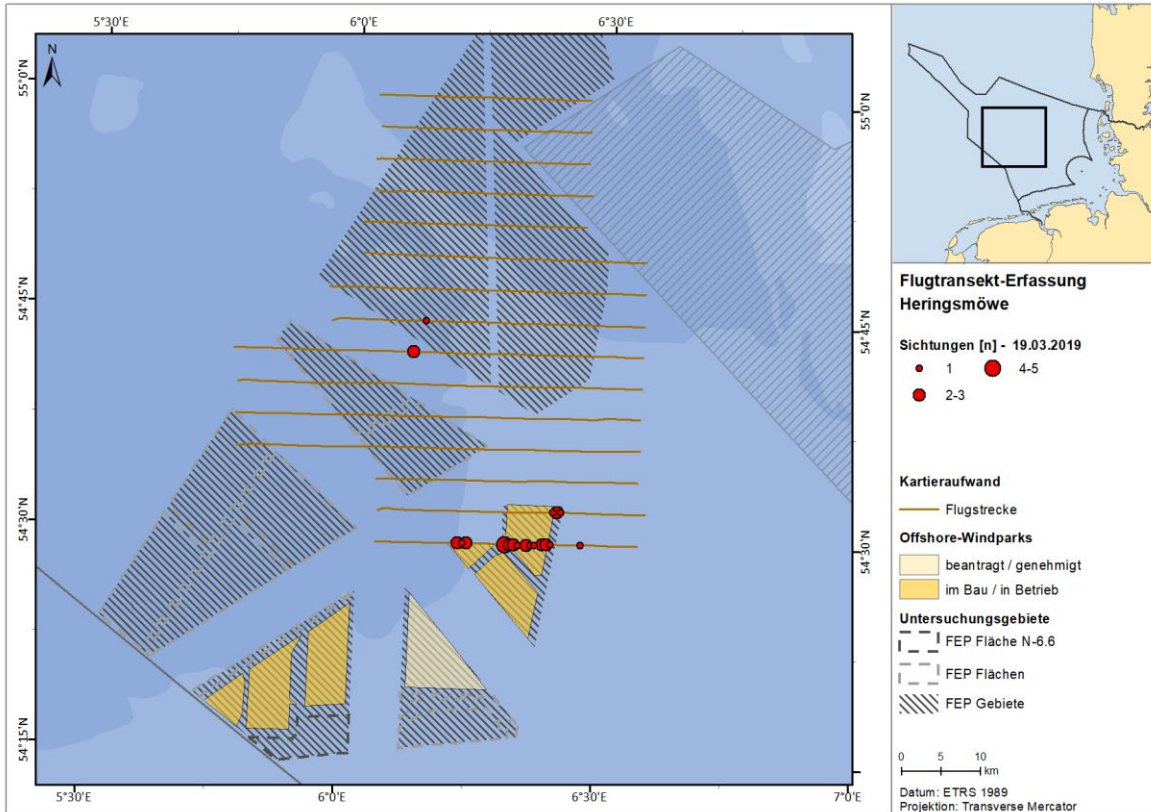 5°30'E
6°0'E
6°30'E
N
55°0'N
54°45'N
54°30'N
54°15'N
55°0'N
54°45'N
54°30'N
54°15'N
5°30'E
6°0'E
6°30'E
7°0'E
Flugtransekt-Erfassung
Heringsmöwe
Sichtungen [n] - 19.03.2019
1
4-5
2-3
Kartieraufwand
Flugstrecke
Offshore-Windparks
beantragt / genehmigt
im Bau / in Betrieb
Untersuchungsgebiete
FEP Fläche N-6.6
FEP Flächen
FEP Gebiete
0 5 10
km
Datum: ETRS 1989
Projektion: Transverse Mercator